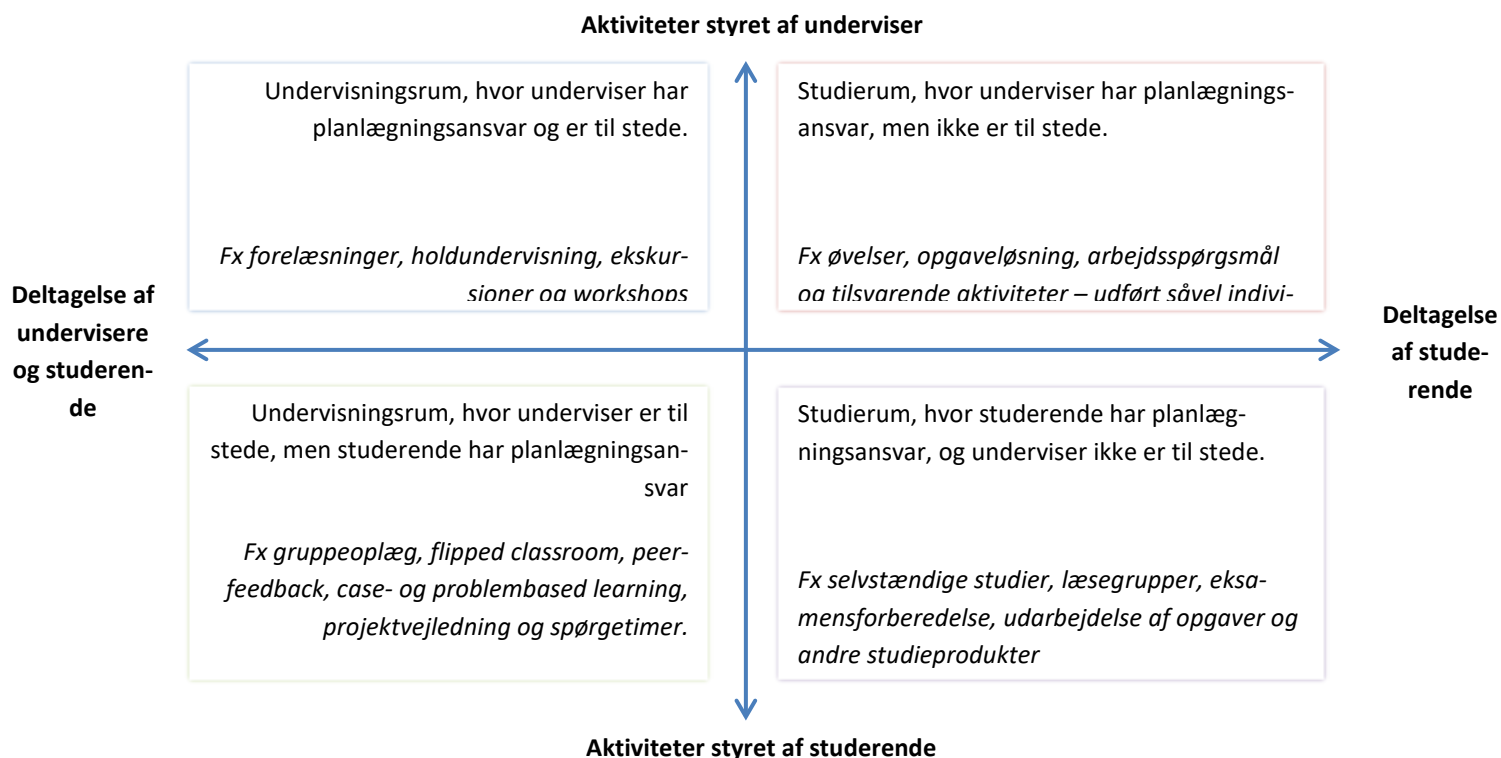 Aktiviteter styret af underviser
Undervisningsrum, hvor underviser har
planlægningsansvar og er til stede.
Fx forelæsninger, holdundervisning, ekskur-
sioner og workshops
Studierum, hvor underviser har planlægnings-
ansvar, men ikke er til stede.
Fx øvelser, opgaveløsning, arbejdsspørgsmål
og tilsvarende aktiviteter – udført såvel indivi-
Deltagelse af
undervisere
og studeren-
de
Deltagelse
af stude-
rende
Undervisningsrum, hvor underviser er til
stede, men studerende har planlægningsan-
svar
Fx gruppeoplæg, flipped classroom, peer-
feedback, case- og problembased learning,
projektvejledning og spørgetimer.
Studierum, hvor studerende har planlæg-
ningsansvar, og underviser ikke er til stede.
Fx selvstændige studier, læsegrupper, eksa-
mensforberedelse, udarbejdelse af opgaver og
andre studieprodukter
Aktiviteter styret af studerende